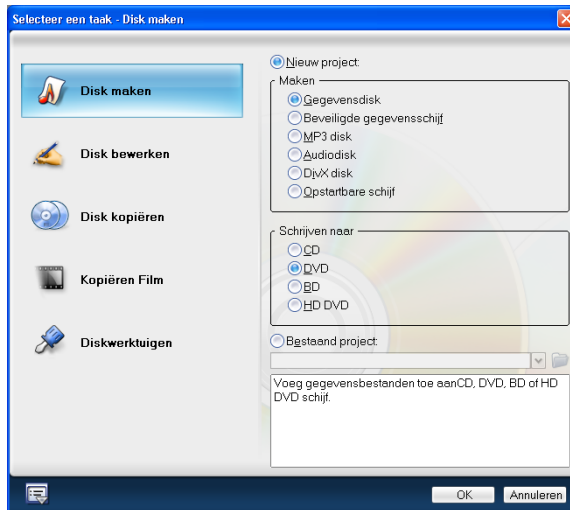 Selecteer een taak - Disk maken
Disk maken
Disk bewerken
Disk kopiëren
Kopiëren Film
Diskwerktuigen
Nieuw project:
Maken
Gegevensdisk
Beveiligde gegevensschijf
MP3 disk
Audiodisk
DivX disk
Opstartbare schijf
Schrijven naar
CD
DVD
BD
HD DVD
Bestaand project:
Voeg gegevensbestanden toe aanCD, DVD, BD of HD
DVD schijf.
OK
Annuleren